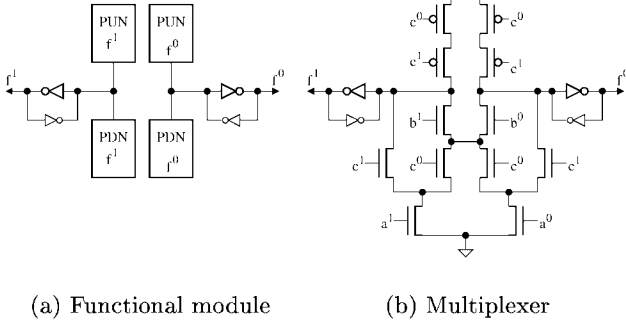 PUN PUN
f¹ f⁰
f¹ f⁰
PDN PDN
f¹ f⁰
(a) Functional module
c⁰ c⁰
c¹ c¹
f¹ f⁰
b¹ b⁰
c¹ c⁰ c⁰ c¹
a¹ a⁰
(b) Multiplexer